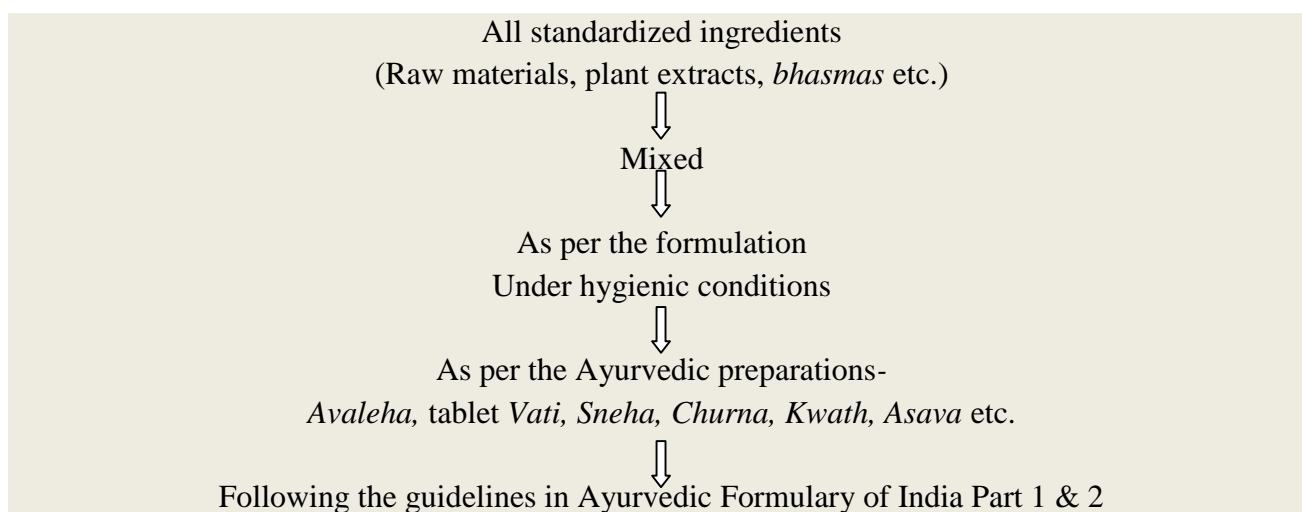 All standardized ingredients
(Raw materials, plant extracts, bhasmas etc.)
Mixed
As per the formulation
Under hygienic conditions
As per the Ayurvedic preparations-
Avaleha, tablet Vati, Sneha, Churna, Kwath, Asava etc.
Following the guidelines in Ayurvedic Formulary of India Part 1 & 2